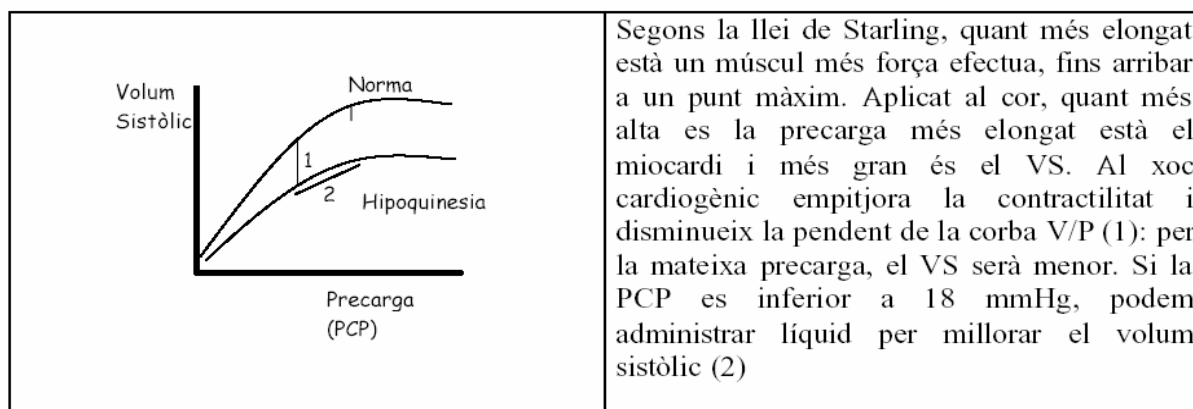 Volum
Sistòlic
Norma
1
2
Hipoquinesia
Precarga
(PCP)
Segons la llei de Starling, quant més elongat
està un múscul més força efectua, fins arribar
a un punt màxim. Aplicat al cor, quant més
alta es la precarga més elongat està el
miocardi i més gran és el VS. Al xoc
cardiogènic empitjora la contractilitat i
disminueix la pendent de la corba V/P (1): per
la mateixa precarga, el VS serà menor. Si la
PCP es inferior a 18 mmHg, podem
administrar líquid per millorar el volum
sistòlic (2)